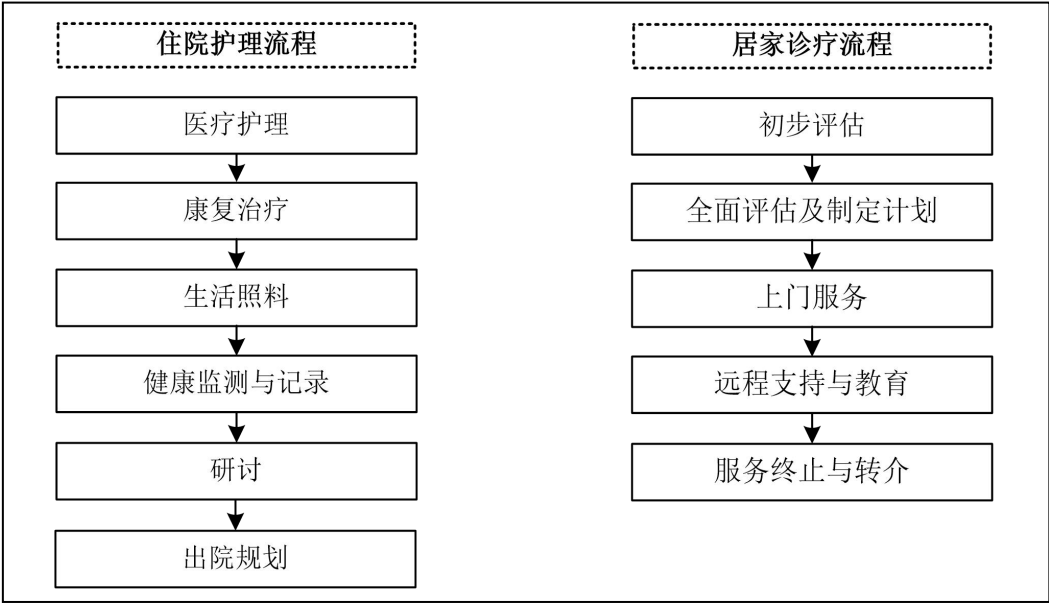 住院护理流程
医疗护理
康复治疗
生活照料
健康监测与记录
研讨
出院规划
居家诊疗流程
初步评估
全面评估及制定计划
上门服务
远程支持与教育
服务终止与转介